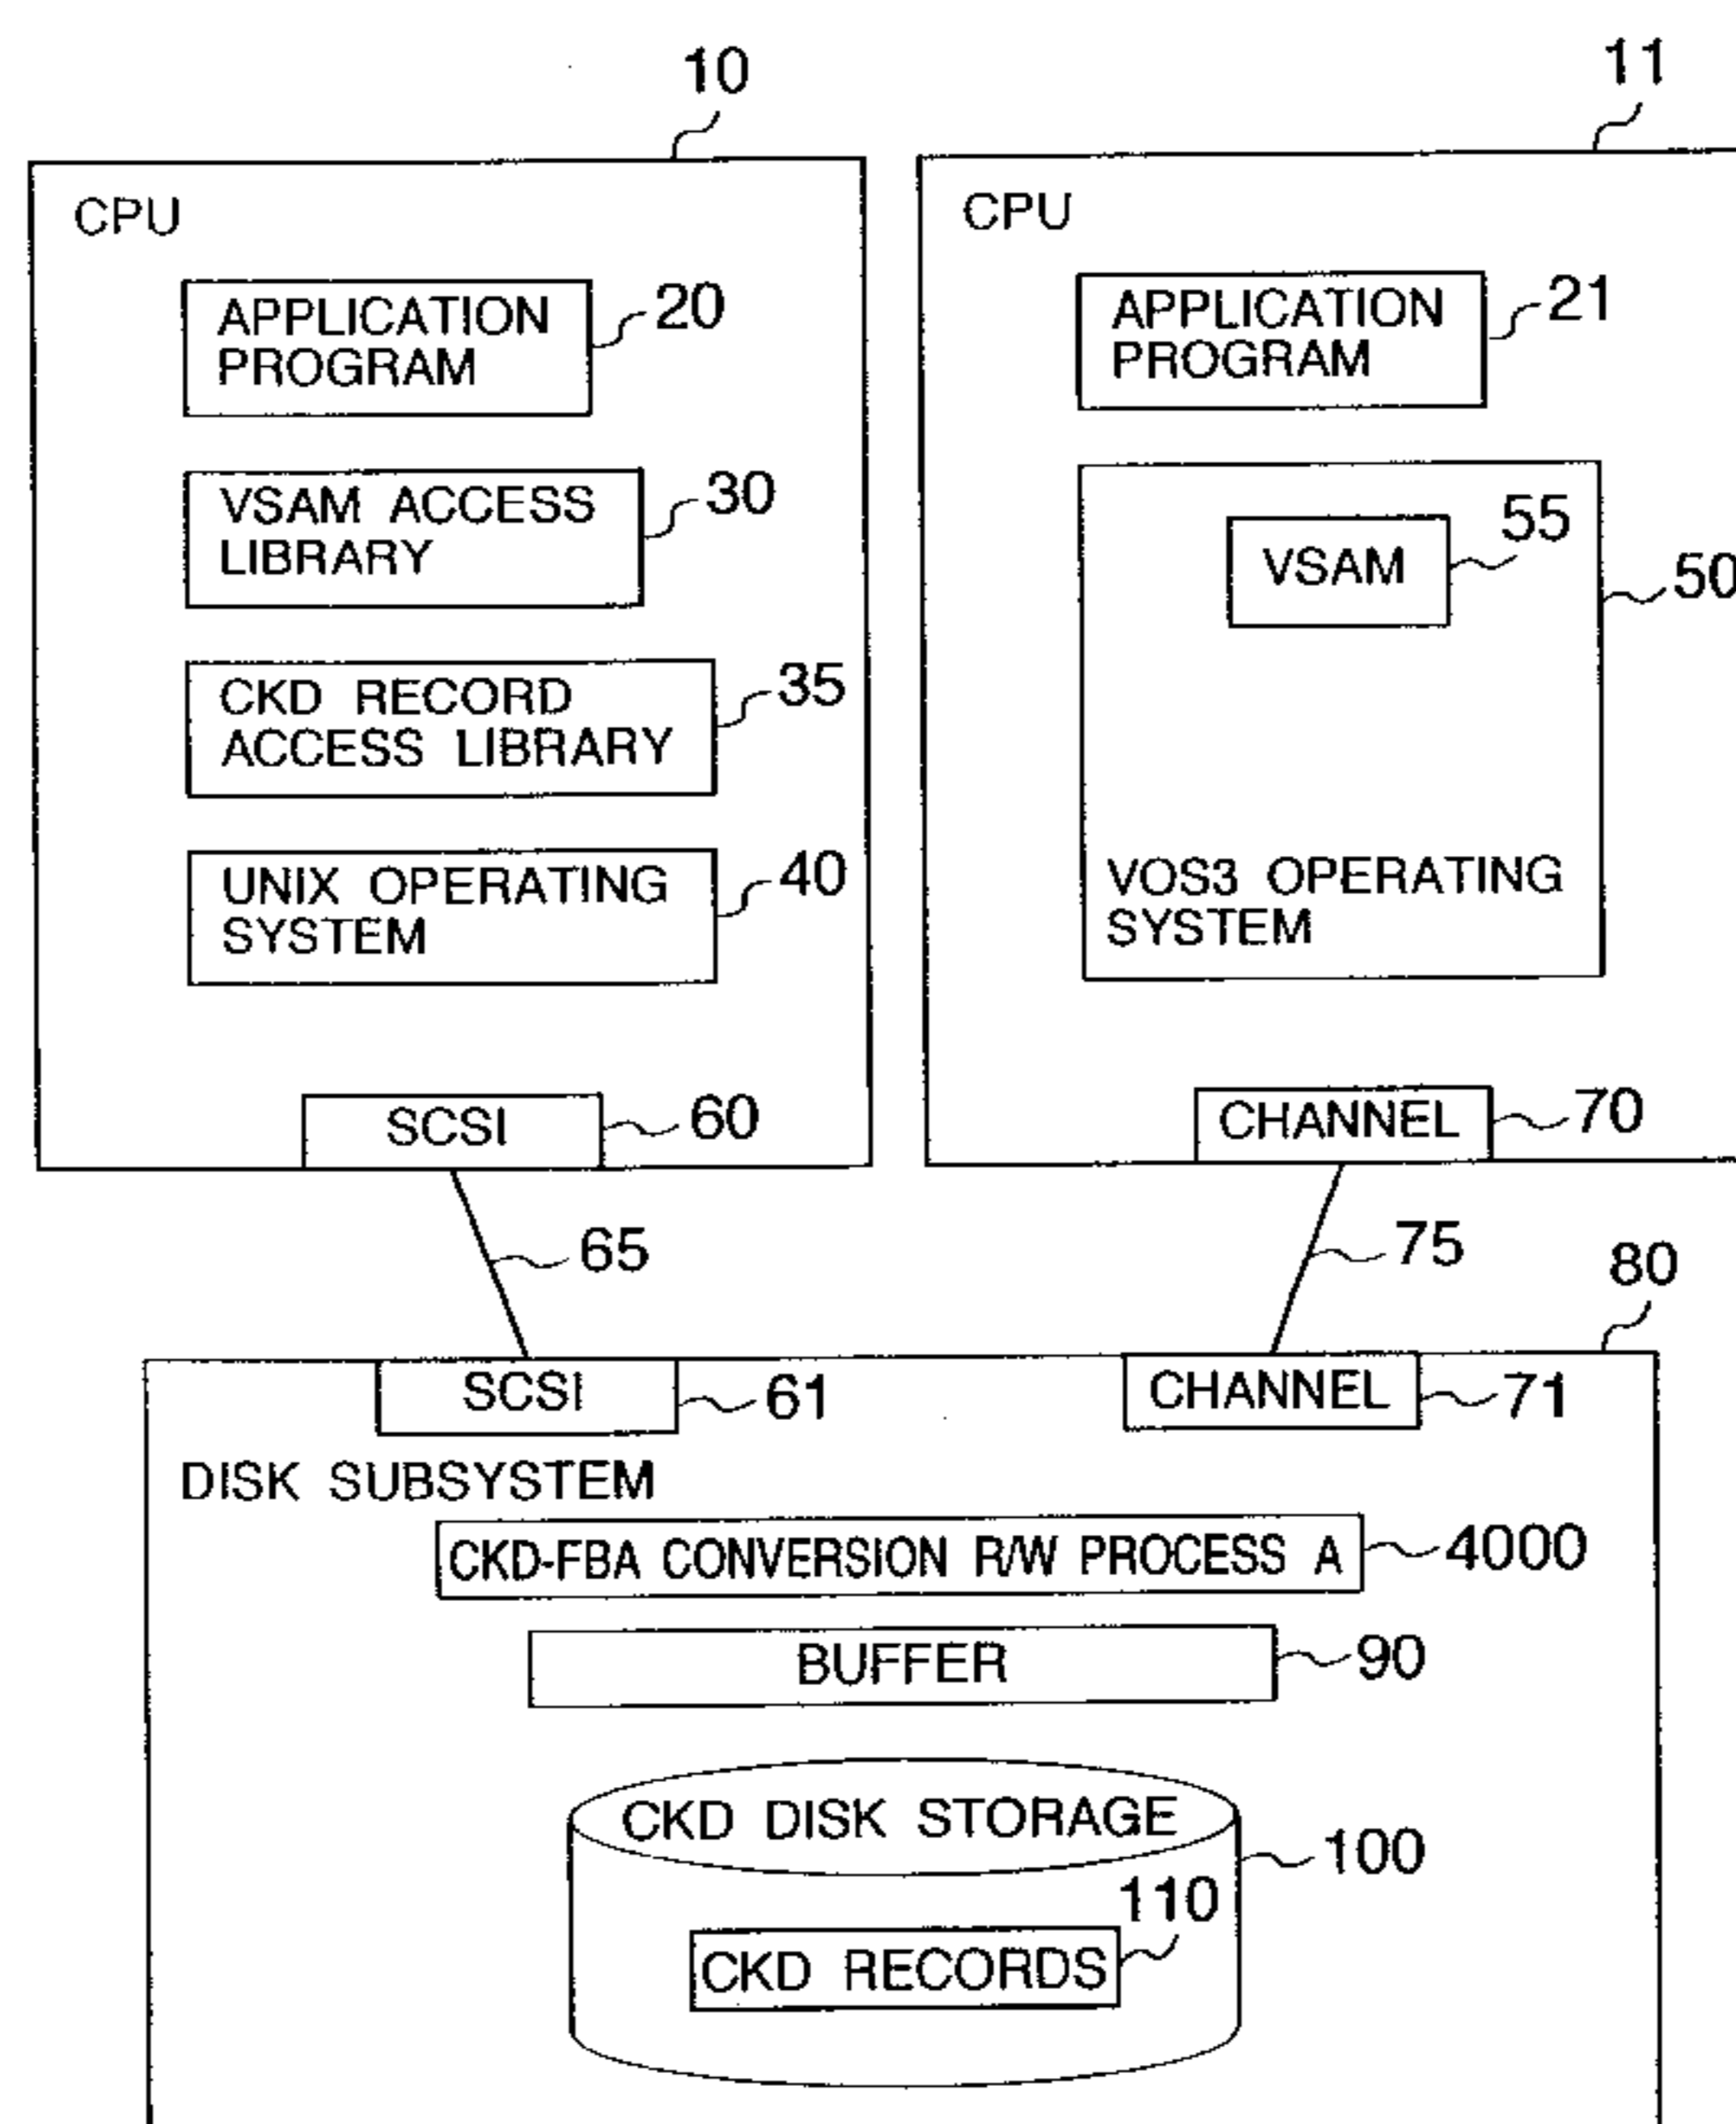 10
11
CPU
APPLICATION
PROGRAM
20
VSAM ACCESS
LIBRARY
30
CKD RECORD
ACCESS LIBRARY
35
UNIX OPERATING
SYSTEM
40
SCSI
60
CPU
APPLICATION
PROGRAM
21
VSAM
55
50
VOS3 OPERATING
SYSTEM
CHANNEL
70
65
75
80
SCSI
61
CHANNEL
71
DISK SUBSYSTEM
CKD-FBA CONVERSION R/W PROCESS A
4000
BUFFER
90
CKD DISK STORAGE
100
110
CKD RECORDS